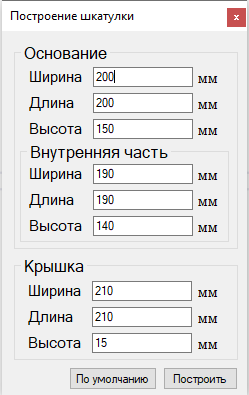 Построение шкатулки
x
Основание
Ширина 200 мм
Длина 200 мм
Высота 150 мм
Внутренняя часть
Ширина 190 мм
Длина 190 мм
Высота 140 мм
Крышка
Ширина 210 мм
Длина 210 мм
Высота 15 мм
По умолчанию Построить